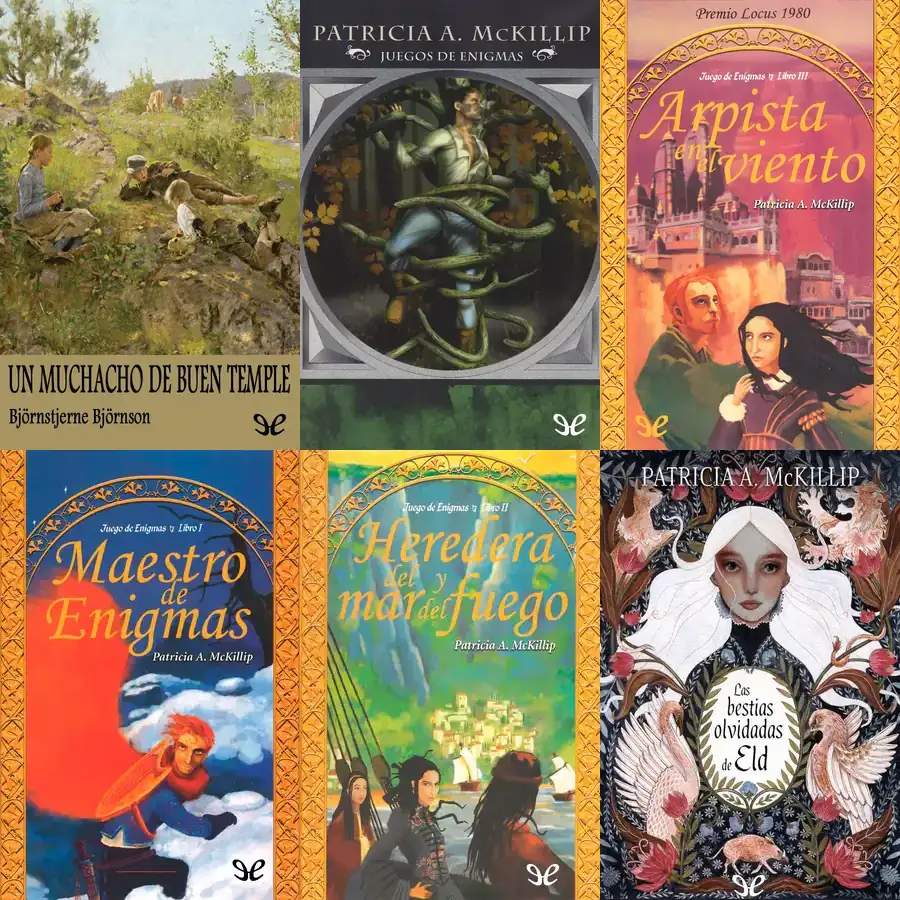 UN MUCHACHO DE BUEN TEMPLE
Björnstjerne Björnson
PATRICIA A. McKILLIP
JUEGOS DE ENIGMAS
Premio Locus 1980
Juego de Enigmas Libro III
Arpista
en el viento
Patricia A. McKillip
Juego de Enigmas Libro I
Maestro
de
Enigmas
Patricia A. McKillip
Juego de Enigmas Libro II
Heredera
del y
mar del fuego
Patricia A. McKillip
PATRICIA A. McKILLIP
Las
bestias
olvidadas
de Eld